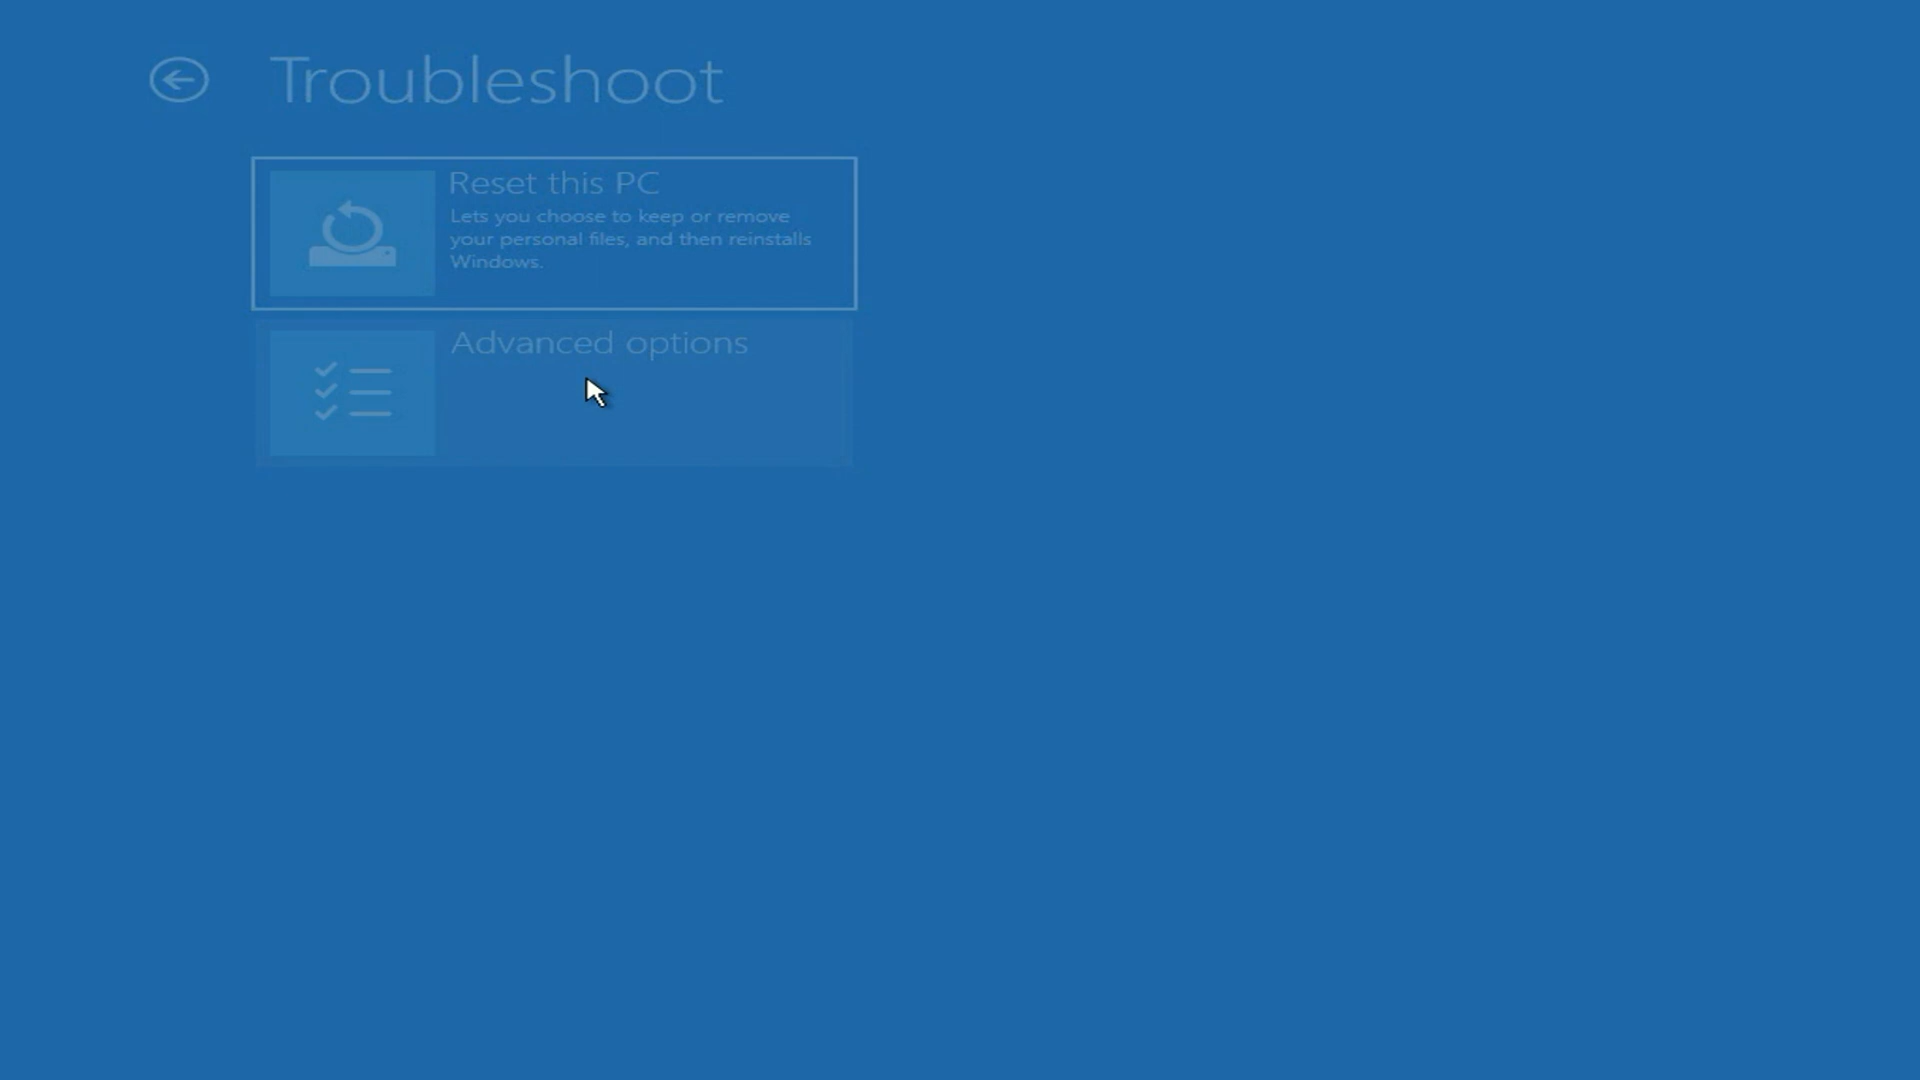 Troubleshoot
Reset this PC
Lets you choose to keep or remove
your personal files, and then reinstalls
Windows.
Advanced options